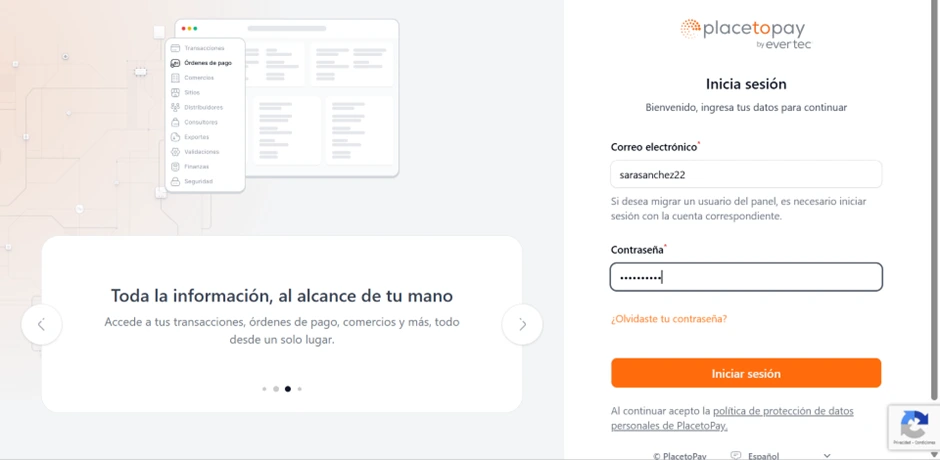 Transacciones
Órdenes de pago
Comercios
Sitios
Distribuidores
Consultores
Exportes
Validaciones
Finanzas
Seguridad
Toda la información, al alcance de tu mano
Accede a tus transacciones, órdenes de pago, comercios y más, todo
desde un solo lugar.
placetopay
by evertec
Inicia sesión
Bienvenido, ingresa tus datos para continuar
Correo electrónico*
sarasanchez22
Si desea migrar un usuario del panel, es necesario iniciar
sesión con la cuenta correspondiente.
Contraseña*
••••••••••
¿Olvidaste tu contraseña?
Iniciar sesión
Al continuar acepto la política de protección de datos
personales de PlacetoPay.
© PlacetoPay
Español
Privacidad - Condiciones